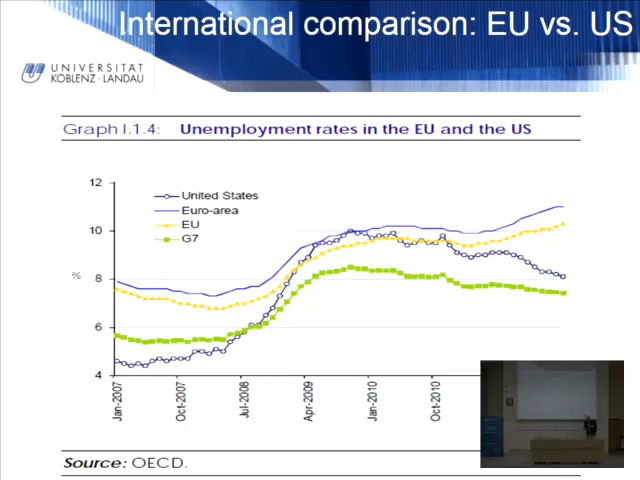 International comparison: EU vs. US
UNIVERSITÄT
KOBLENZ · LANDAU
Graph I.1.4: Unemployment rates in the EU and the US
12
10
8
6
4
%
United States
Euro-area
EU
G7
Jan-2007
Oct-2007
Jul-2008
Apr-2009
Jan-2010
Oct-2010
Source: OECD.